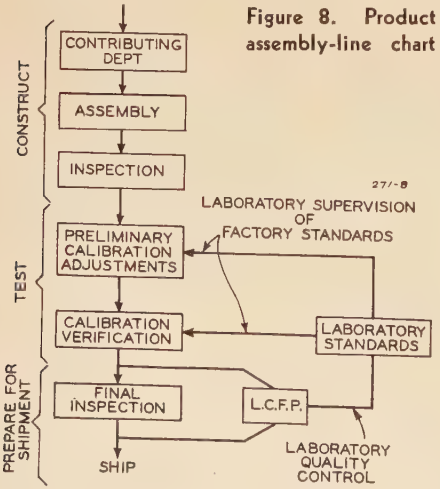 Figure 8. Product
assembly-line chart
CONTRIBUTING
DEPT
ASSEMBLY
INSPECTION
CONSTRUCT
271-8
LABORATORY SUPERVISION
OF
FACTORY STANDARDS
PRELIMINARY
CALIBRATION
ADJUSTMENTS
TEST
CALIBRATION
VERIFICATION
LABORATORY
STANDARDS
FINAL
INSPECTION
L.C.F.P.
PREPARE FOR
SHIPMENT
SHIP
LABORATORY
QUALITY
CONTROL